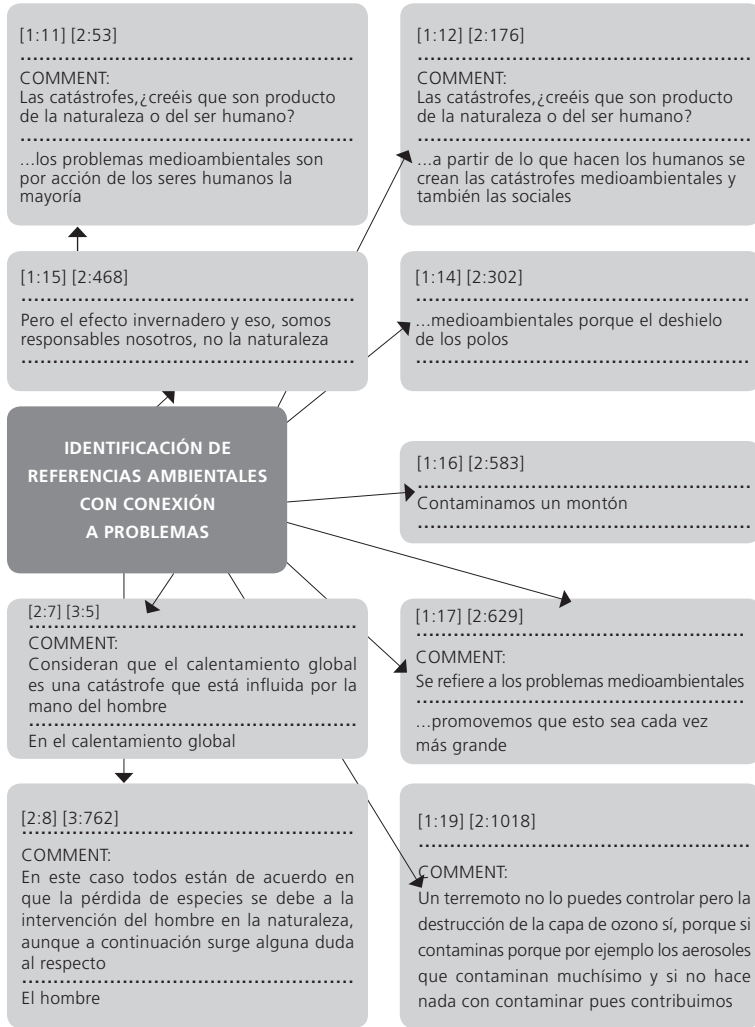 [1:11] [2:53]
COMMENT:
Las catástrofes,¿creéis que son producto
de la naturaleza o del ser humano?
...los problemas medioambientales son
por acción de los seres humanos la
mayoría
[1:12] [2:176]
COMMENT:
Las catástrofes,¿creéis que son producto
de la naturaleza o del ser humano?
...a partir de lo que hacen los humanos se
crean las catástrofes medioambientales y
también las sociales
[1:15] [2:468]
Pero el efecto invernadero y eso, somos
responsables nosotros, no la naturaleza
[1:14] [2:302]
...medioambientales porque el deshielo
de los polos
IDENTIFICACIÓN DE
REFERENCIAS AMBIENTALES
CON CONEXIÓN
A PROBLEMAS
[1:16] [2:583]
Contaminamos un montón
[2:7] [3:5]
COMMENT:
Consideran que el calentamiento global
es una catástrofe que está influida por la
mano del hombre
En el calentamiento global
[1:17] [2:629]
COMMENT:
Se refiere a los problemas medioambientales
...promovemos que esto sea cada vez
más grande
[2:8] [3:762]
COMMENT:
En este caso todos están de acuerdo en
que la pérdida de especies se debe a la
intervención del hombre en la naturaleza,
aunque a continuación surge alguna duda
al respecto
El hombre
[1:19] [2:1018]
COMMENT:
Un terremoto no lo puedes controlar pero la
destrucción de la capa de ozono sí, porque si
contaminas porque por ejemplo los aerosoles
que contaminan muchísimo y si no hace
nada con contaminar pues contribuimos